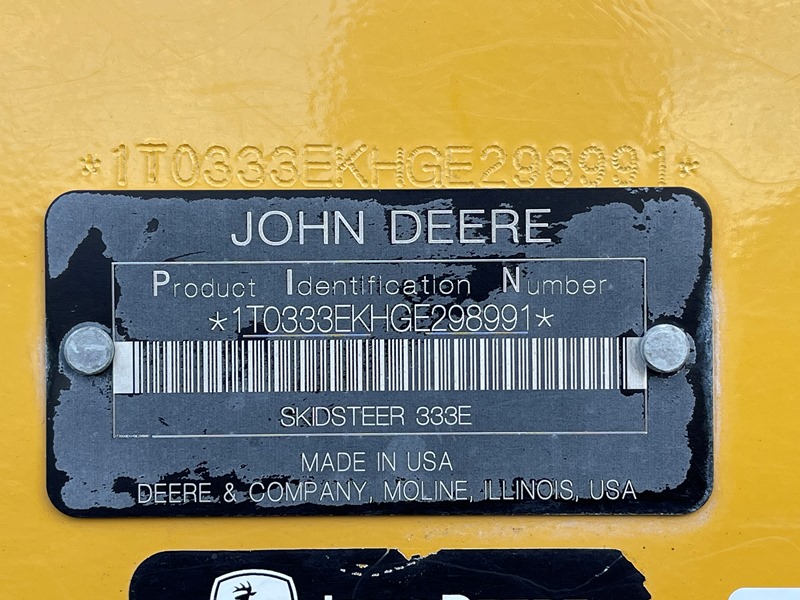 *1T0333EKHGE298991*
JOHN DEERE
Product Identification Number
*1T0333EKHGE298991*
SKIDSTEER 333E
MADE IN USA
DEERE & COMPANY, MOLINE, ILLINOIS, USA